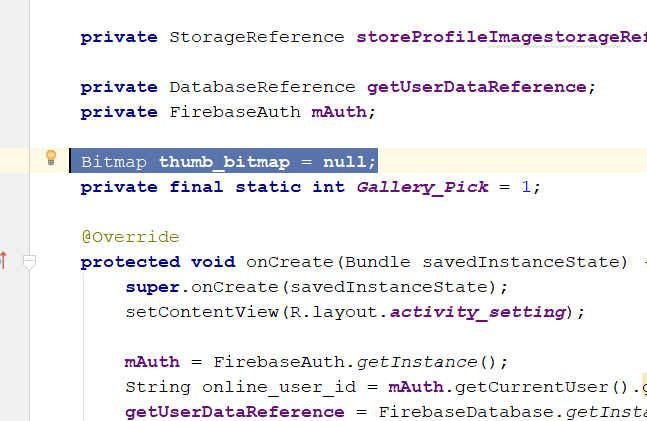 private StorageReference storeProfileImagestorageRef
private DatabaseReference getUserDataReference;
private FirebaseAuth mAuth;
Bitmap thumb_bitmap = null;
private final static int Gallery_Pick = 1;
@Override
protected void onCreate(Bundle savedInstanceState) {
super.onCreate(savedInstanceState);
setContentView(R.layout.activity_setting);
mAuth = FirebaseAuth.getInstance();
String online_user_id = mAuth.getCurrentUser().g
getUserDataReference = FirebaseDatabase.getInsta